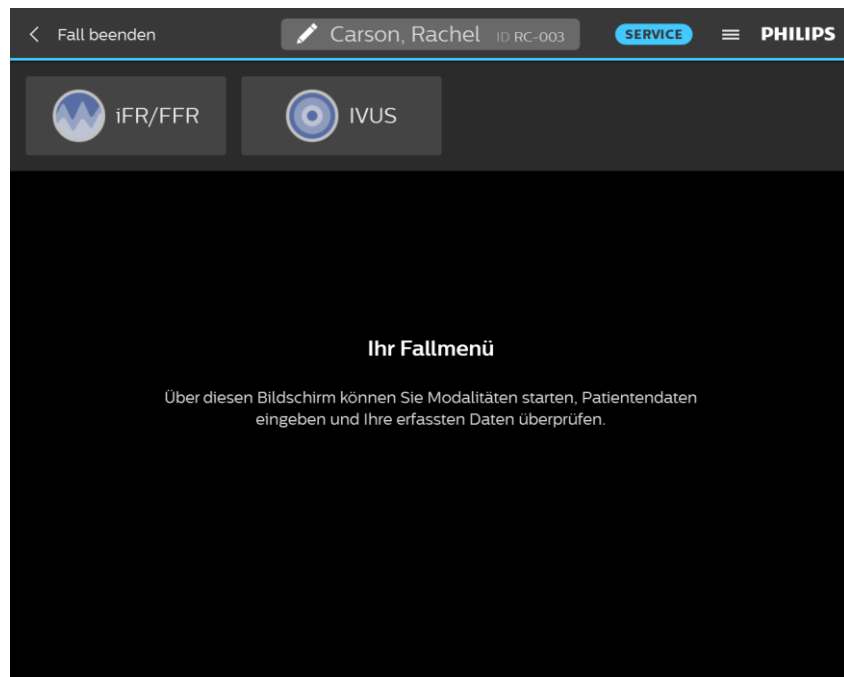 Fall beenden
Carson, Rachel ID RC-003
SERVICE
PHILIPS
iFR/FFR
IVUS
Ihr Fallmenü
Über diesen Bildschirm können Sie Modalitäten starten, Patientendaten
eingeben und Ihre erfassten Daten überprüfen.